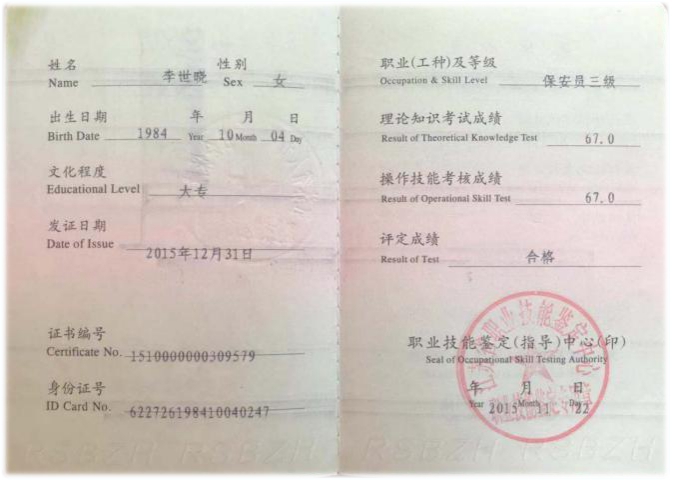 姓名 性别
Name 李世晓 Sex 女
出生日期 年 月 日
Birth Date 1984 Year 10 Month 04 Day
文化程度
Educational Level 大专
发证日期
Date of Issue 2015年12月31日
证书编号
Certificate No. 1510000000309579
身份证号
ID Card No. 622726198410040247
职业(工种)及等级
Occupation & Skill Level 保安员三级
理论知识考试成绩
Result of Theoretical Knowledge Test 67.0
操作技能考核成绩
Result of Operational Skill Test 67.0
评定成绩
Result of Test 合格
职业技能鉴定(指导)中心(印)
Seal of Occupational Skill Testing Authority
年 月 日
Year 2015 Month 11 Day 22
RSBZH RSBZH RSBZH RSBZH